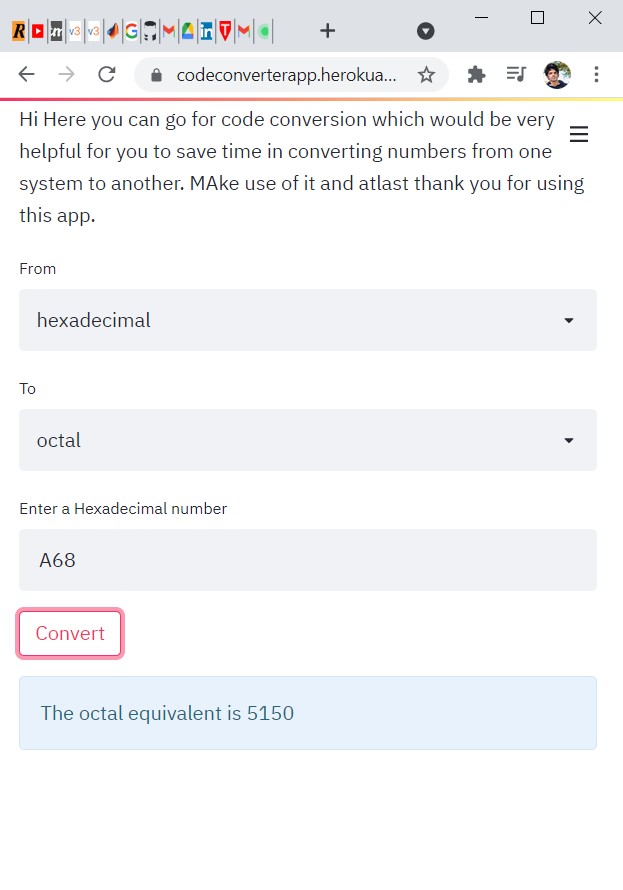 R m v3 v3 G M in T M
codeconverterapp.herokua...
Hi Here you can go for code conversion which would be very
helpful for you to save time in converting numbers from one
system to another. MAke use of it and atlast thank you for using
this app.
From
hexadecimal
To
octal
Enter a Hexadecimal number
A68
Convert
The octal equivalent is 5150